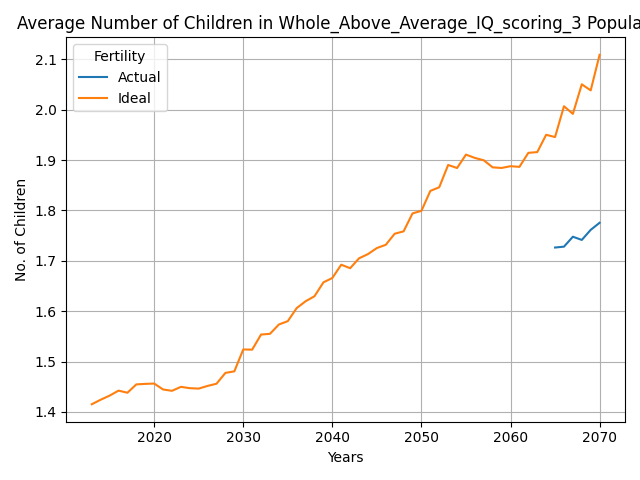 Average Number of Children in Whole_Above_Average_IQ_scoring_3 Popula
Fertility
Actual
Ideal
No. of Children
2.1
2.0
1.9
1.8
1.7
1.6
1.5
1.4
2020 2030 2040 2050 2060 2070
Years